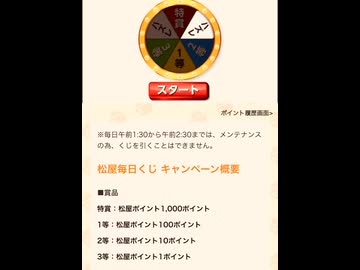 特賞
ハズレ
2等
1等
3等
ハズレ
スタート
ポイント履歴画面>
※毎日午前1:30から午前2:30までは、メンテナンス
の為、くじを引くことはできません。
松屋毎日くじ キャンペーン概要
■賞品
特賞：松屋ポイント1,000ポイント
1等：松屋ポイント100ポイント
2等：松屋ポイント10ポイント
3等：松屋ポイント1ポイント